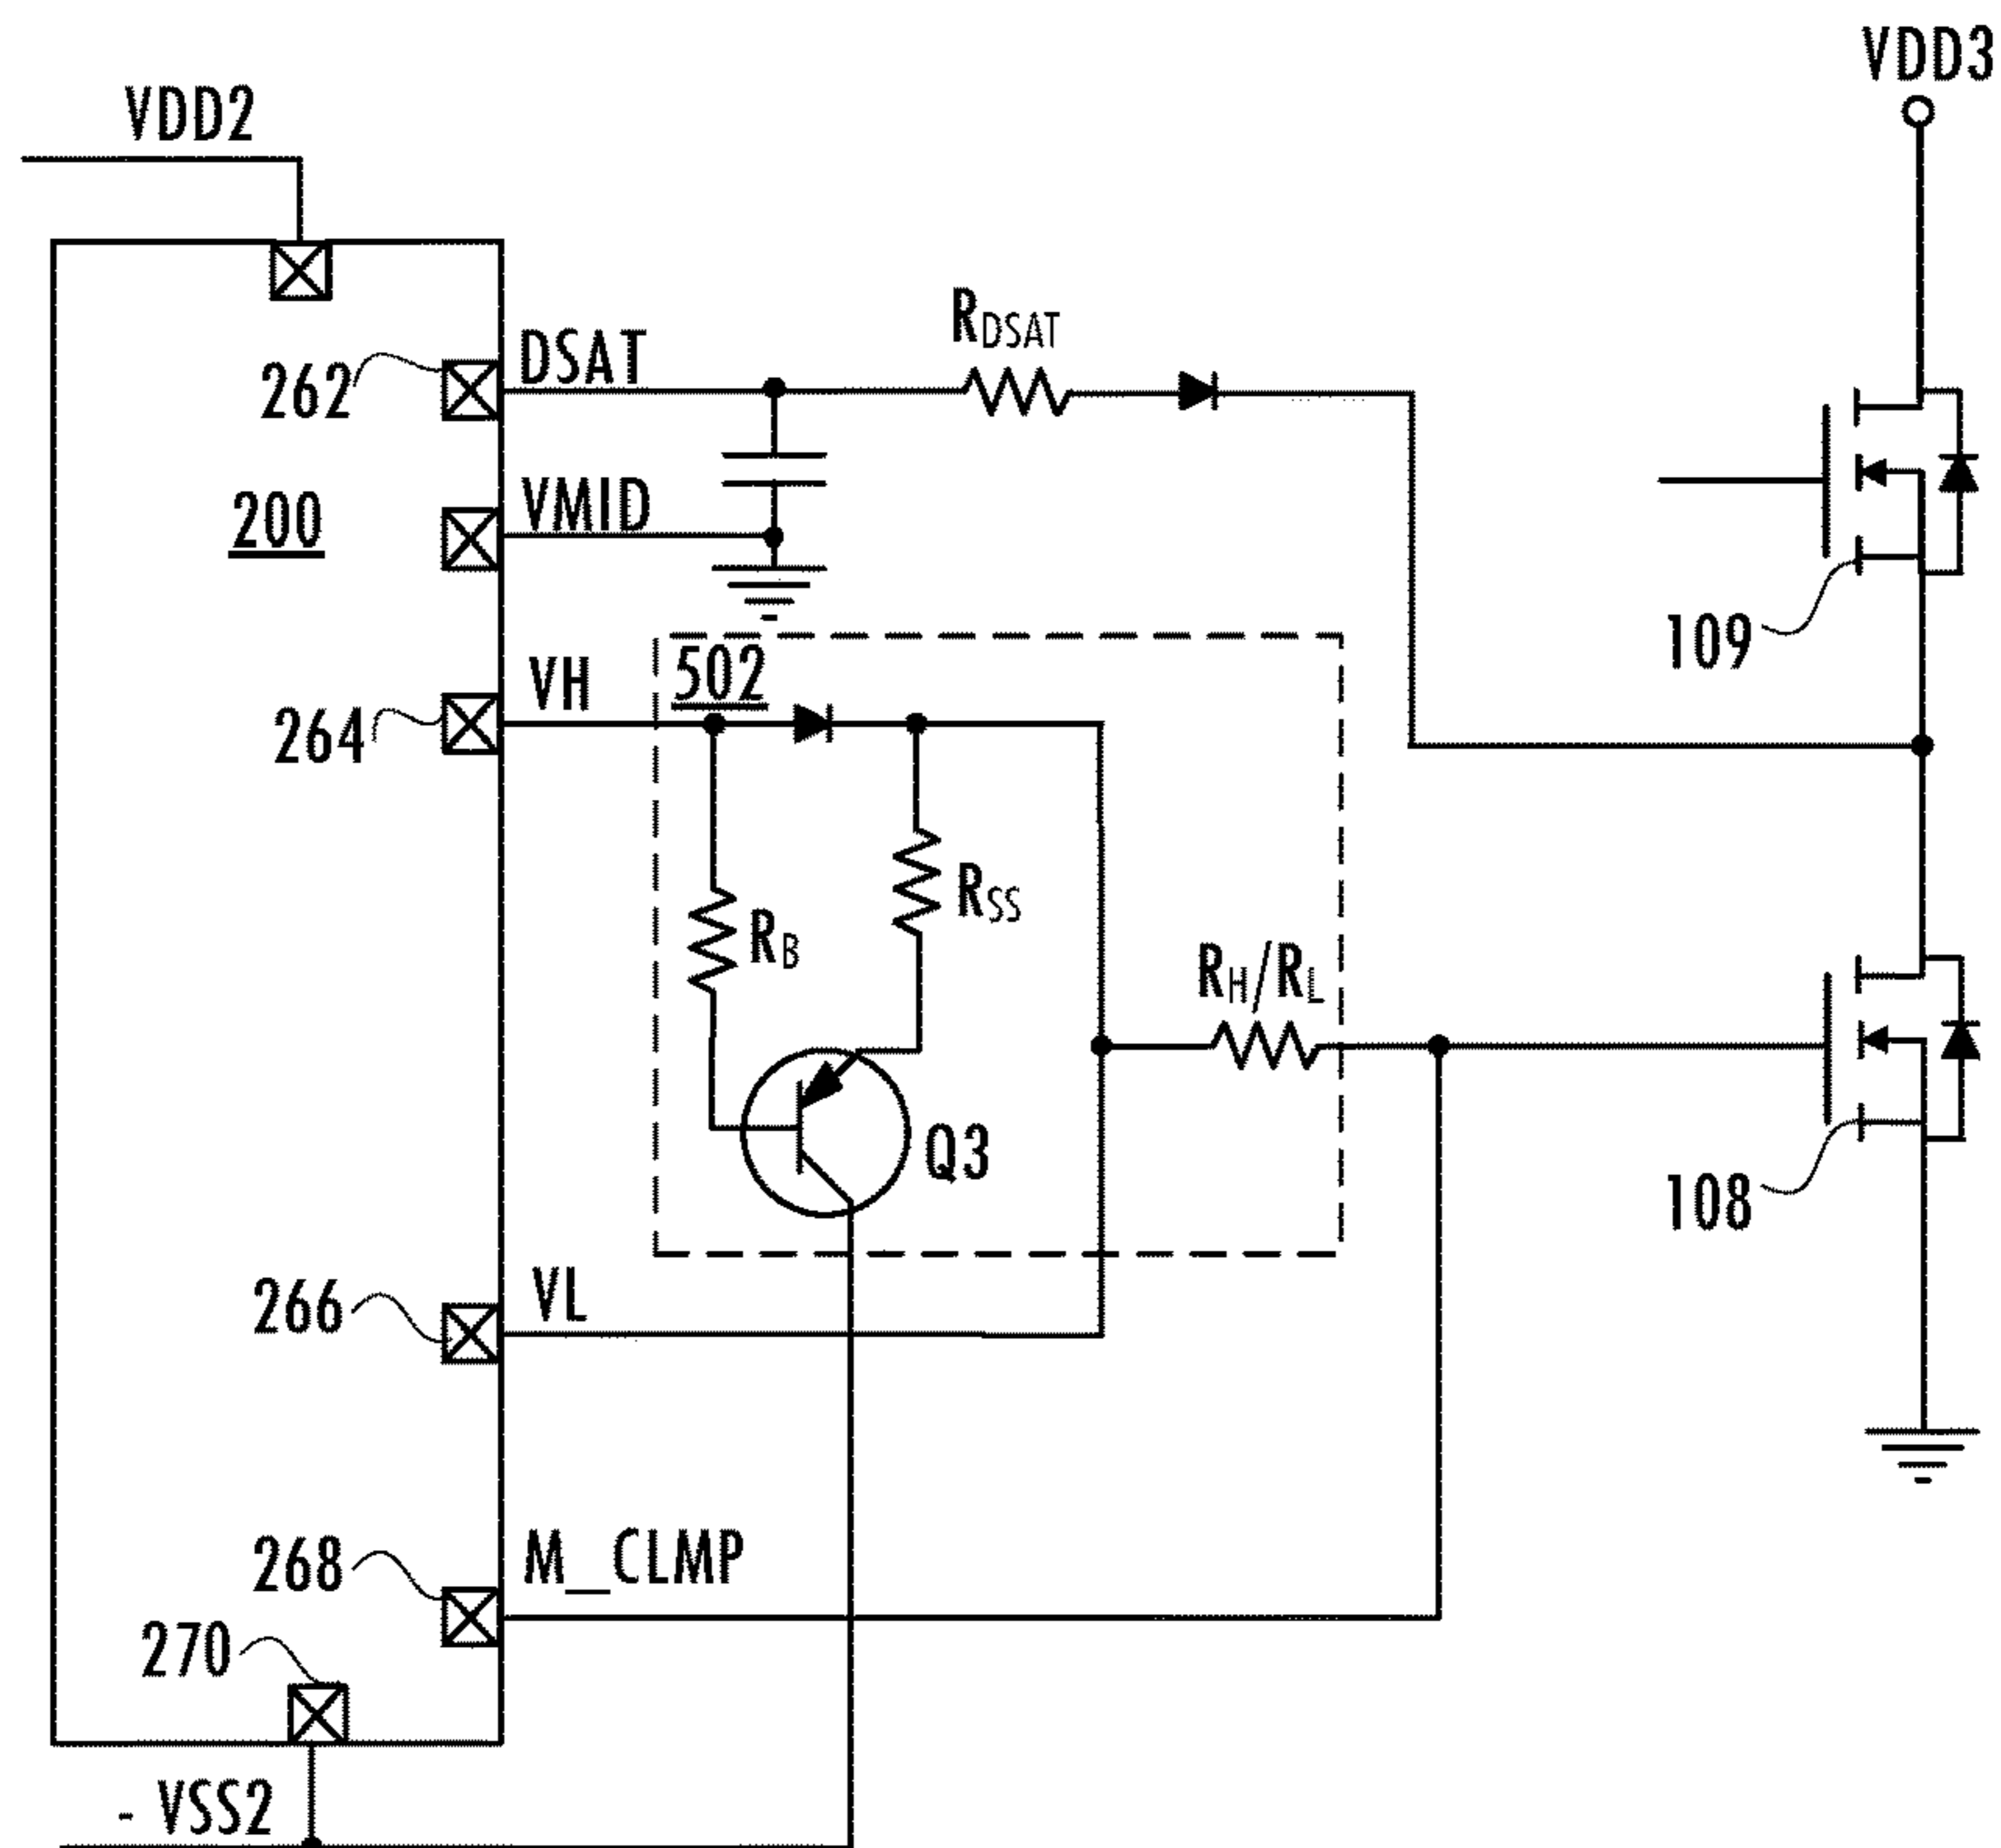 VDD3
VDD2
DSAT
RDSAT
262
VMID
200
109
VH
502
264
RSS
RB
RH/RL
Q3
108
VL
266
M_CLMP
268
270
- VSS2